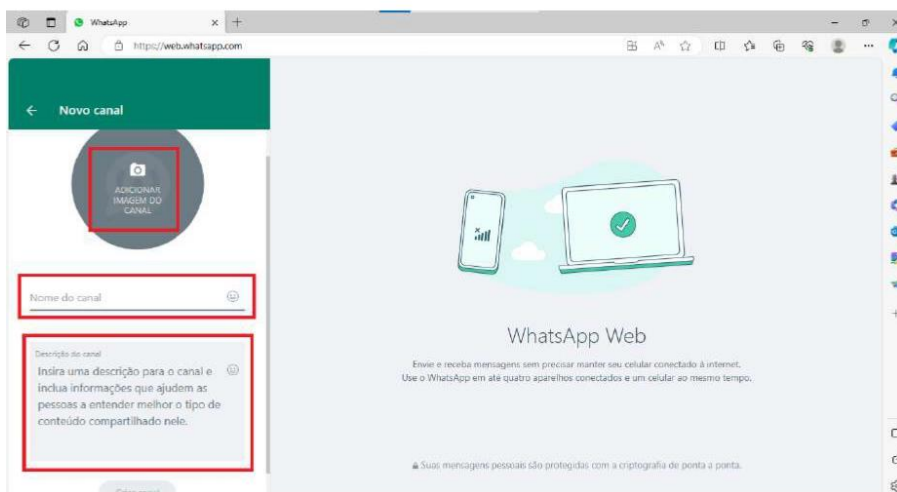 WhatsApp
https://web.whatsapp.com
Novo canal
ADICIONAR
IMAGEM DO
CANAL
Nome do canal
Descrição do canal
Insira uma descrição para o canal e
inclua informações que ajudem as
pessoas a entender melhor o tipo de
conteúdo compartilhado nele.
WhatsApp Web
Envie e receba mensagens sem precisar manter seu celular conectado à internet.
Use o WhatsApp em até quatro aparelhos conectados e um celular ao mesmo tempo.
Suas mensagens pessoais são protegidas com a criptografia de ponta a ponta.